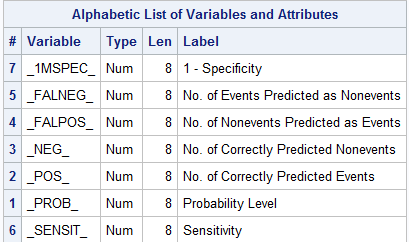 Alphabetic List of Variables and Attributes
# Variable Type Len Label
7 _1MSPEC_ Num 8 1 - Specificity
5 _FALNEG_ Num 8 No. of Events Predicted as Nonevents
4 _FALPOS_ Num 8 No. of Nonevents Predicted as Events
3 _NEG_ Num 8 No. of Correctly Predicted Nonevents
2 _POS_ Num 8 No. of Correctly Predicted Events
1 _PROB_ Num 8 Probability Level
6 _SENSIT_ Num 8 Sensitivity